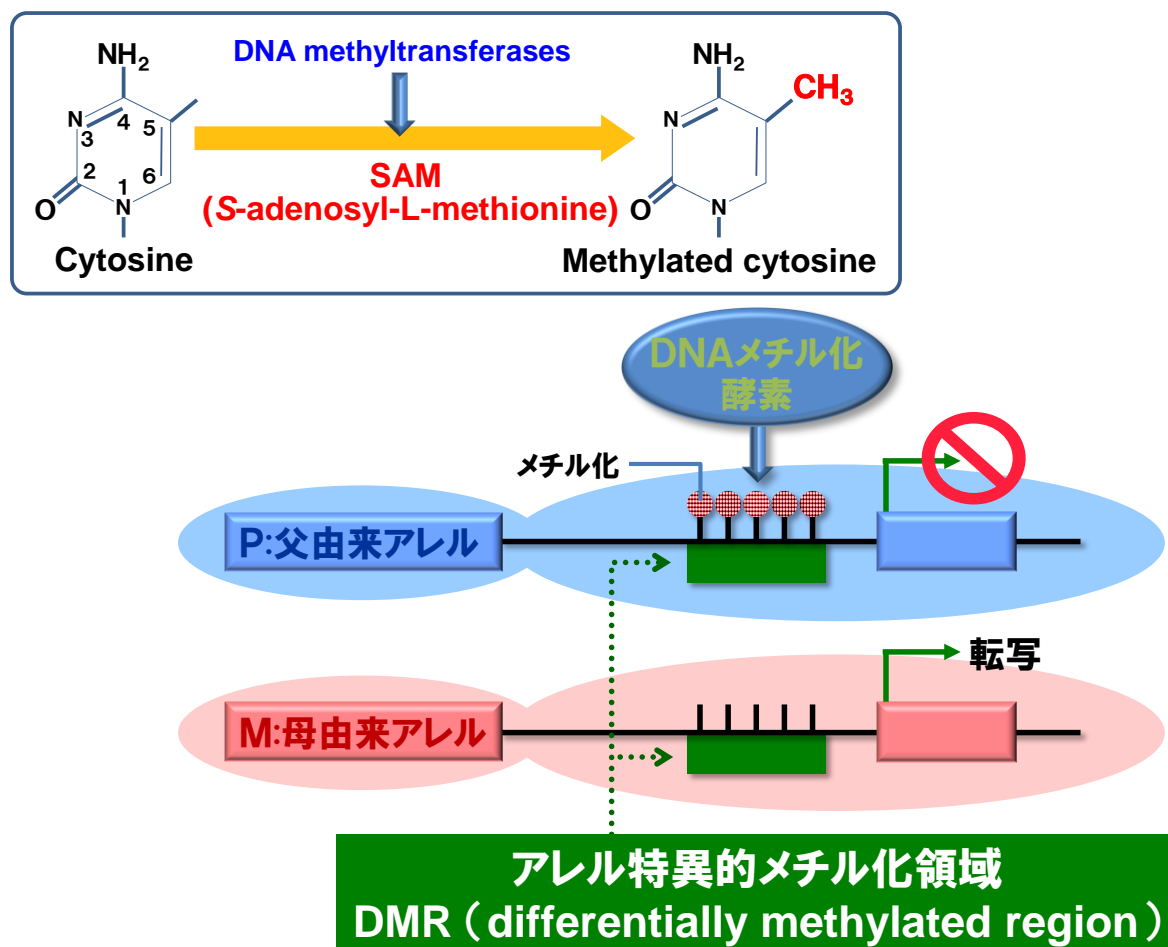 DNA methyltransferases
NH₂
N
3
4
5
2
1
6
O
N
Cytosine
SAM
(S-adenosyl-L-methionine)
NH₂
CH₃
N
O
N
Methylated cytosine
DNAメチル化
酵素
メチル化
P:父由来アレル
転写
M:母由来アレル
アレル特異的メチル化領域
DMR（differentially methylated region）